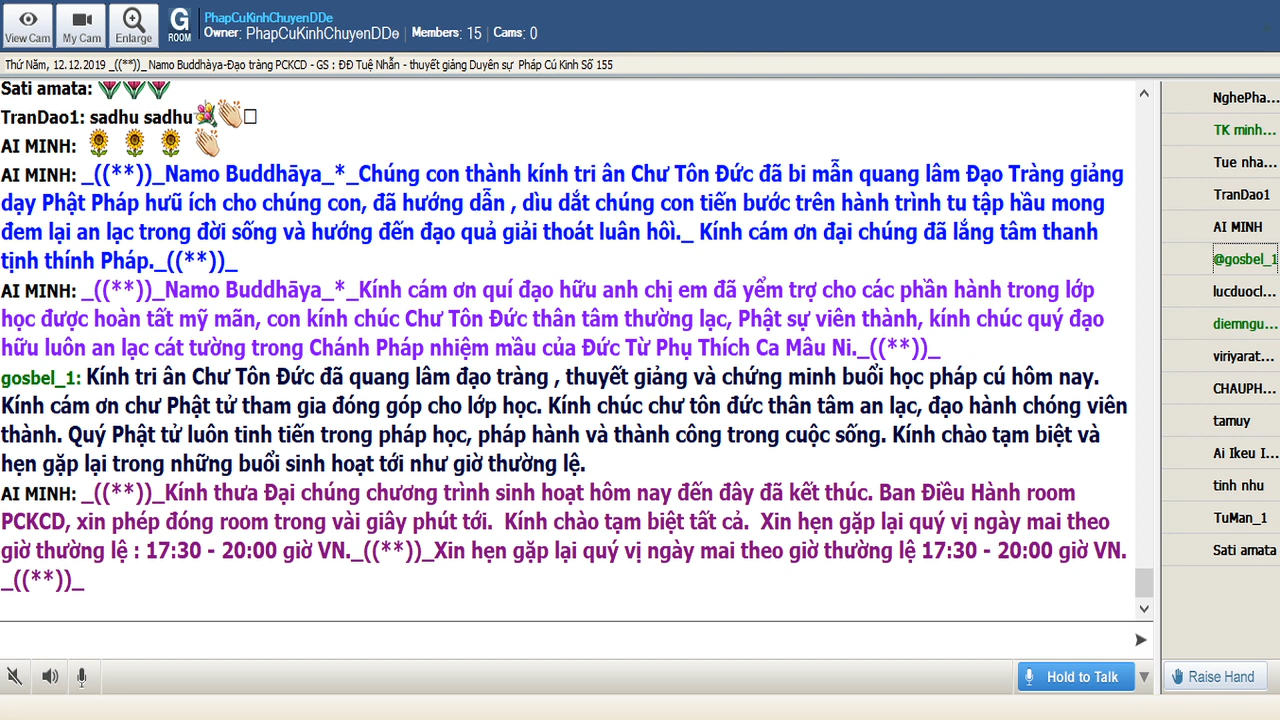 PhapCuKinhChuyenDDe
Owner: PhapCuKinhChuyenDDe | Members: 15 | Cams: 0
View Cam
My Cam
Enlarge
G ROOM
Thứ Năm, 12.12.2019 _((**))_ Namo Buddhàya-Đạo tràng PCKCD - GS : ĐĐ Tuệ Nhẫn - thuyết giảng Duyên sự Pháp Cú Kinh Số 155
Sati amata:
TranDao1: sadhu sadhu
AI MINH:
AI MINH: _((**))_Namo Buddhāya_*_Chúng con thành kính tri ân Chư Tôn Đức đã bi mẫn quang lâm Đạo Tràng giảng
dạy Phật Pháp hưũ ích cho chúng con, đã hướng dẫn , dìu dắt chúng con tiến bước trên hành trình tu tập hầu mong
đem lại an lạc trong đời sống và hướng đến đạo quả giải thoát luân hồi._ Kính cám ơn đại chúng đã lắng tâm thanh
tịnh thính Pháp._((**))_
AI MINH: _((**))_Namo Buddhāya_*_Kính cám ơn quí đạo hữu anh chị em đã yểm trợ cho các phần hành trong lớp
học được hoàn tất mỹ mãn, con kính chúc Chư Tôn Đức thân tâm thường lạc, Phật sự viên thành, kính chúc quý đạo
hữu luôn an lạc cát tường trong Chánh Pháp nhiệm mầu của Đức Từ Phụ Thích Ca Mâu Ni._((**))_
gosbel_1: Kính tri ân Chư Tôn Đức đã quang lâm đạo tràng , thuyết giảng và chứng minh buổi học pháp cú hôm nay.
Kính cám ơn chư Phật tử tham gia đóng góp cho lớp học. Kính chúc chư tôn đức thân tâm an lạc, đạo hành chóng viên
thành. Quý Phật tử luôn tinh tiến trong pháp học, pháp hành và thành công trong cuộc sống. Kính chào tạm biệt và
hẹn gặp lại trong những buổi sinh hoạt tới như giờ thường lệ.
AI MINH: _((**))_Kính thưa Đại chúng chương trình sinh hoạt hôm nay đến đây đã kết thúc. Ban Điều Hành room
PCKCD, xin phép đóng room trong vài giây phút tới. Kính chào tạm biệt tất cả. Xin hẹn gặp lại quý vị ngày mai theo
giờ thường lệ : 17:30 - 20:00 giờ VN._((**))_Xin hẹn gặp lại quý vị ngày mai theo giờ thường lệ 17:30 - 20:00 giờ VN.
_((**))_
NghePha...
TK minh...
Tue nha...
TranDao1
AI MINH
@gosbel_1
lucduocl...
diemngu...
viriyarat...
CHAUPH...
tamuy
Ai Ikeu I...
tinh nhu
TuMan_1
Sati amata
Hold to Talk
Raise Hand